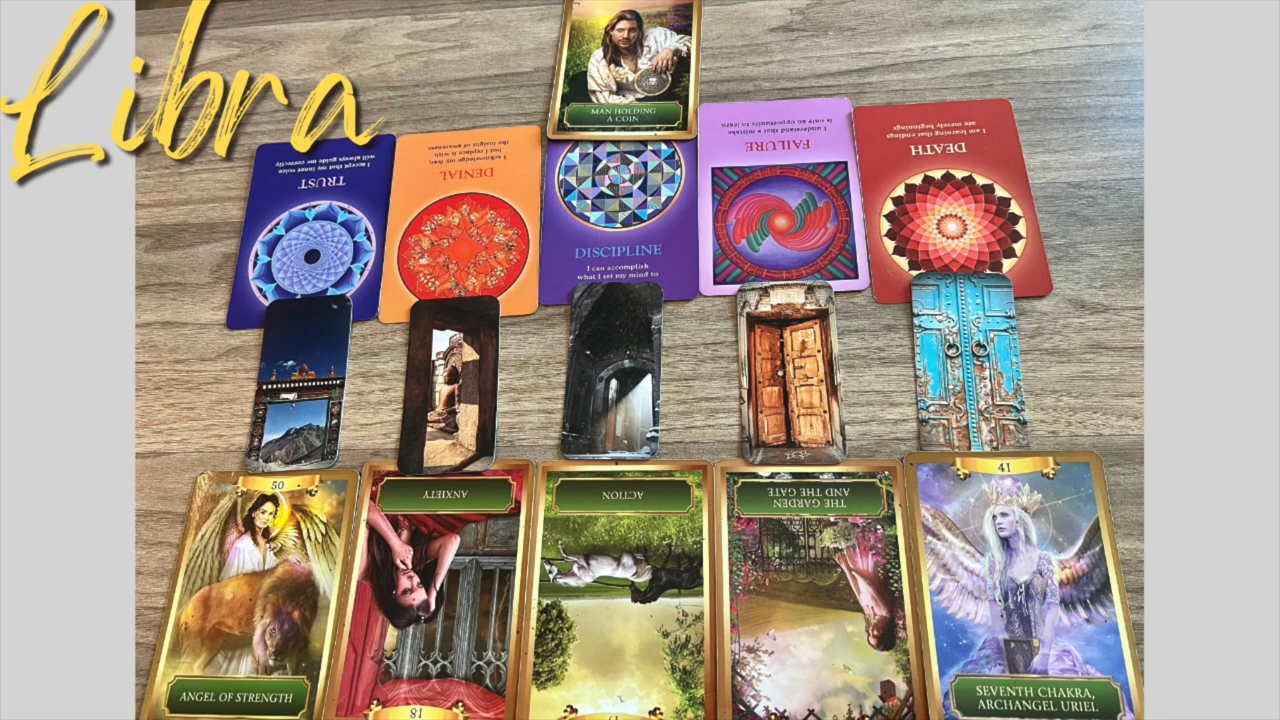 Libra
MAN HOLDING
A COIN
TRUST
I accept that my inner voice
will always guide me correctly
DENIAL
I acknowledge my fear,
but I replace it with
the insight of awareness
DISCIPLINE
I can accomplish
what I set my mind to
FAILURE
I understand that a mistake
is only an opportunity to learn
DEATH
I am learning that endings
are merely beginnings
50
ANGEL OF STRENGTH
18
ANXIETY
17
ACTION
THE GARDEN
AND THE GATE
41
SEVENTH CHAKRA,
ARCHANGEL URIEL